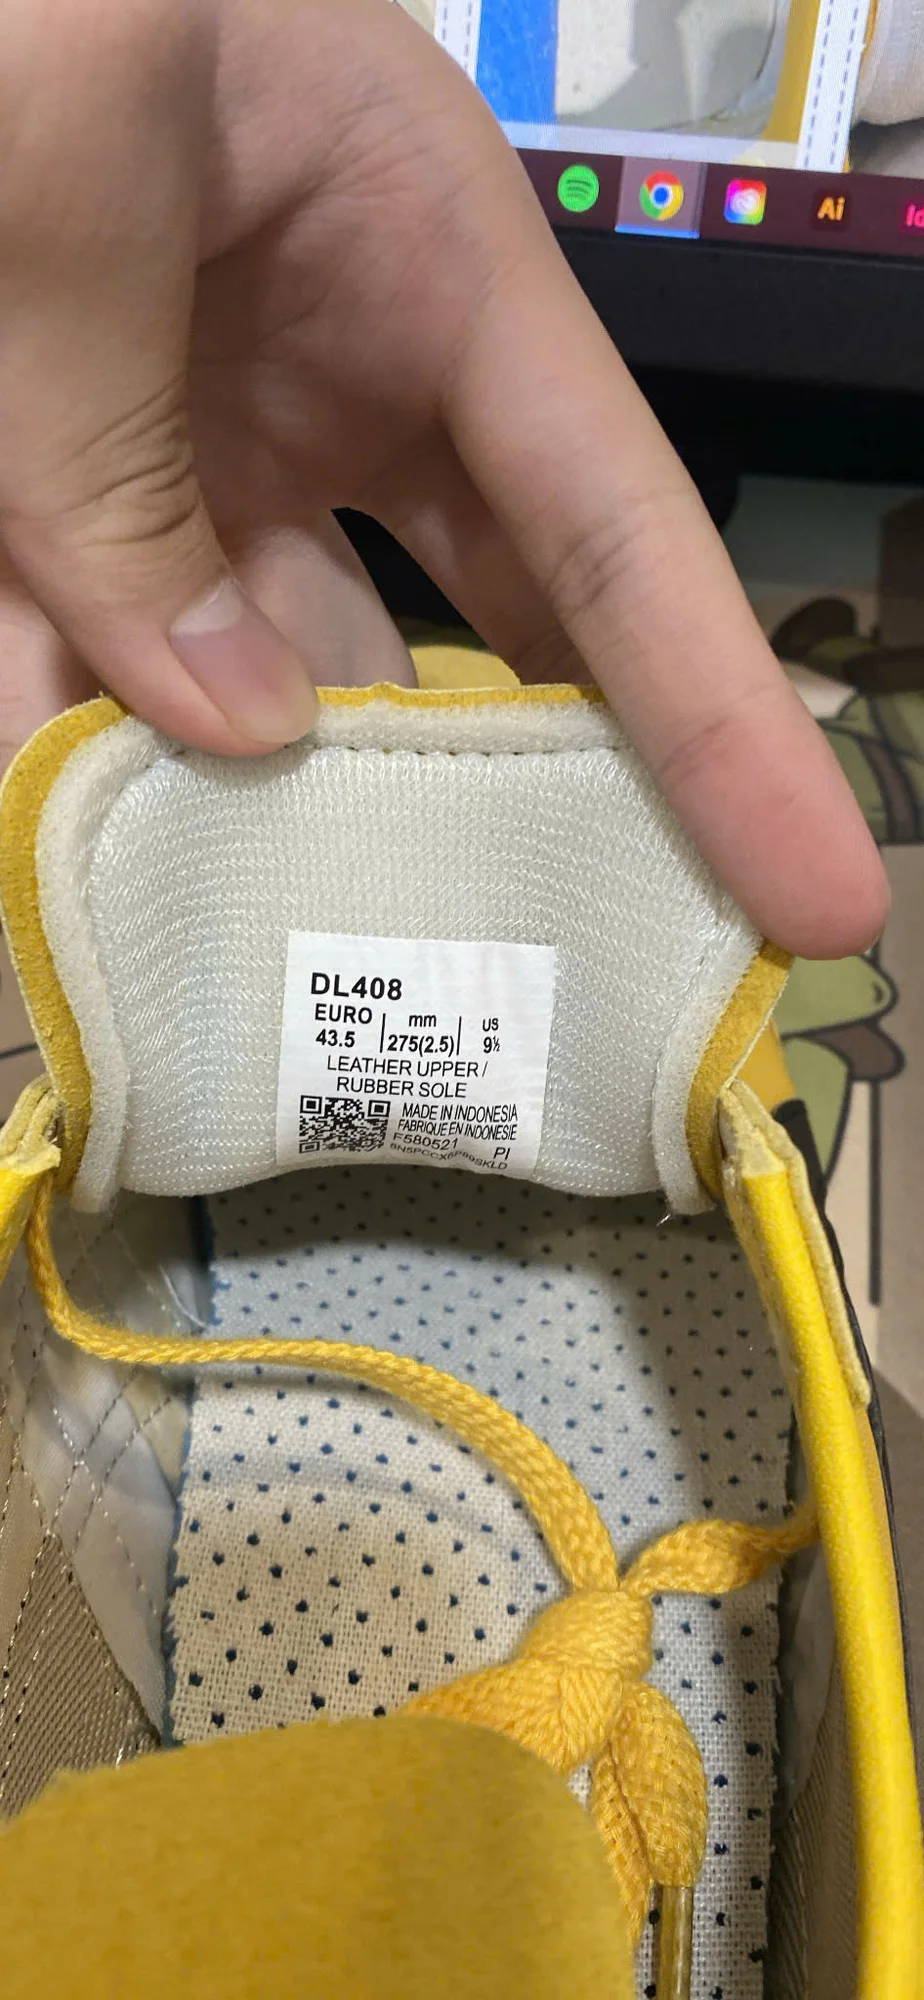 Ai
DL408
EURO mm US
43.5 275(2.5) 9½
LEATHER UPPER /
RUBBER SOLE
MADE IN INDONESIA
FABRIQUE EN INDONESIE
F580521 PI